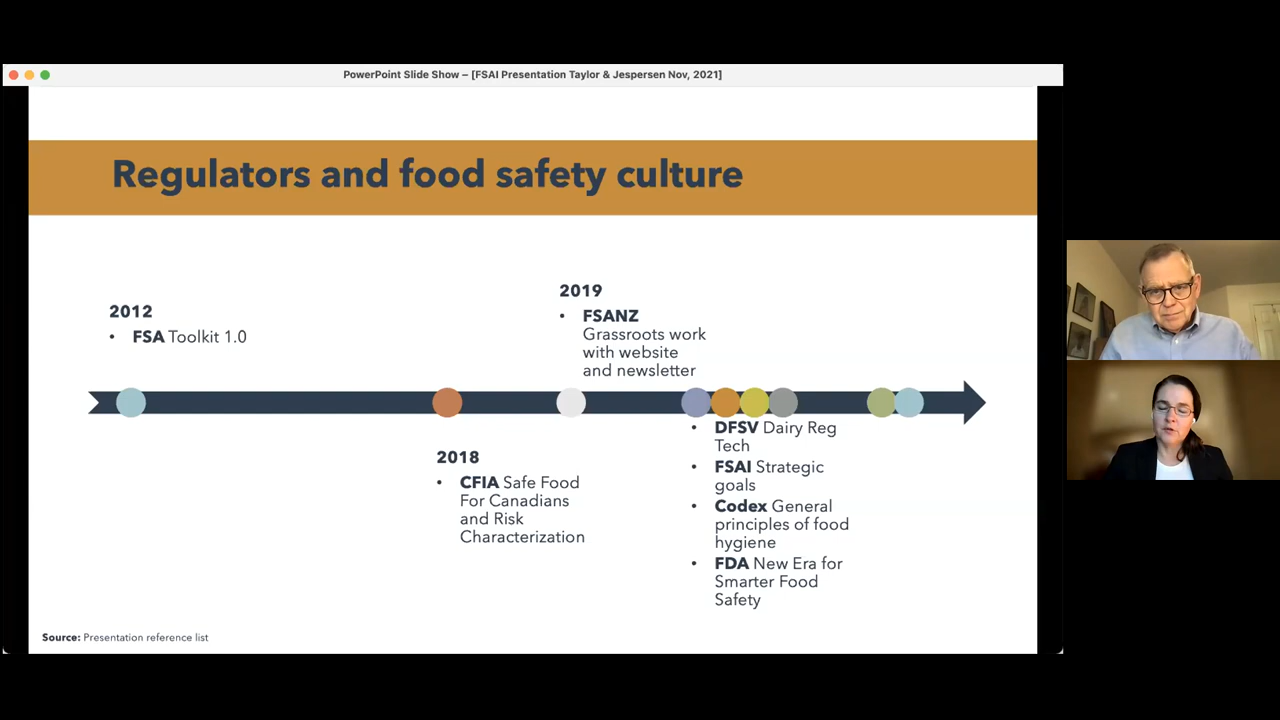 PowerPoint Slide Show – [FSAI Presentation Taylor & Jespersen Nov, 2021]
Regulators and food safety culture
2012
• FSA Toolkit 1.0
2019
• FSANZ
Grassroots work
with website
and newsletter
2018
• CFIA Safe Food
For Canadians
and Risk
Characterization
• DFSV Dairy Reg
Tech
• FSAI Strategic
goals
• Codex General
principles of food
hygiene
• FDA New Era for
Smarter Food
Safety
Source: Presentation reference list